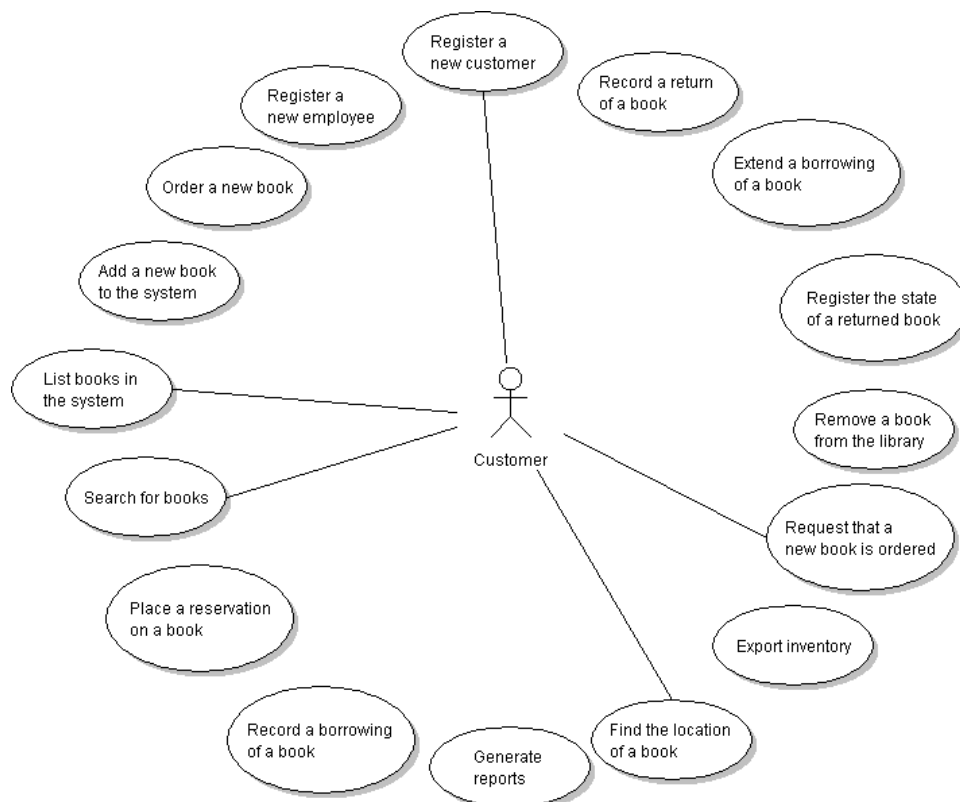 Register a
new customer
Record a return
of a book
Register a
new employee
Extend a borrowing
of a book
Order a new book
Add a new book
to the system
Register the state
of a returned book
List books in
the system
Remove a book
from the library
Customer
Search for books
Request that a
new book is ordered
Place a reservation
on a book
Export inventory
Record a borrowing
of a book
Find the location
of a book
Generate
reports